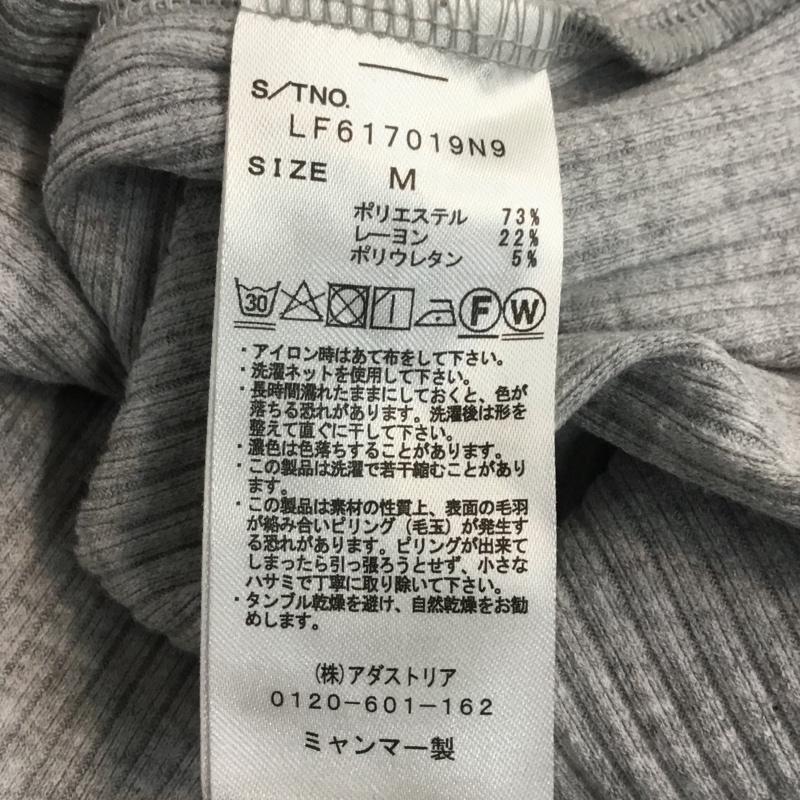 S/TNO.
LF617019N9
SIZE M
ポリエステル 73%
レーヨン 22%
ポリウレタン 5%
30 F W
・アイロン時はあて布をして下さい。
・洗濯ネットを使用して下さい。
・長時間濡れたままにしておくと、色が
落ちる恐れがあります。洗濯後は形を
整えて直ぐに干して下さい。
・濃色は色落ちすることがあります。
・この製品は洗濯で若干縮むことがあり
ます。
・この製品は素材の性質上、表面の毛羽
が絡み合いピリング（毛玉）が発生す
る恐れがあります。ピリングが出来て
しまったら引っ張ろうとせず、小さな
ハサミで丁寧に取り除いて下さい。
・タンブル乾燥を避け、自然乾燥をお勧
めします。
(株)アダストリア
0120-601-162
ミャンマー製